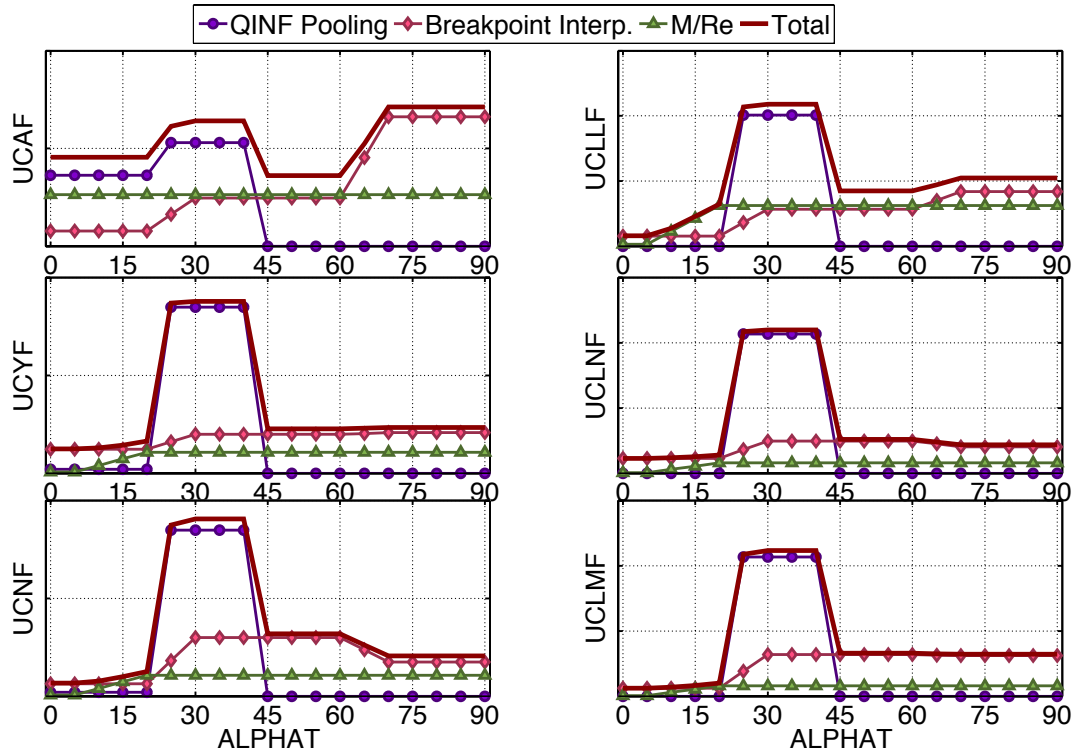 QINF Pooling Breakpoint Interp. M/Re Total
UCAF
0 15 30 45 60 75 90
UCLLF
0 15 30 45 60 75 90
UCYF
0 15 30 45 60 75 90
UCLNF
0 15 30 45 60 75 90
UCNF
0 15 30 45 60 75 90
ALPHAT
UCLMF
0 15 30 45 60 75 90
ALPHAT